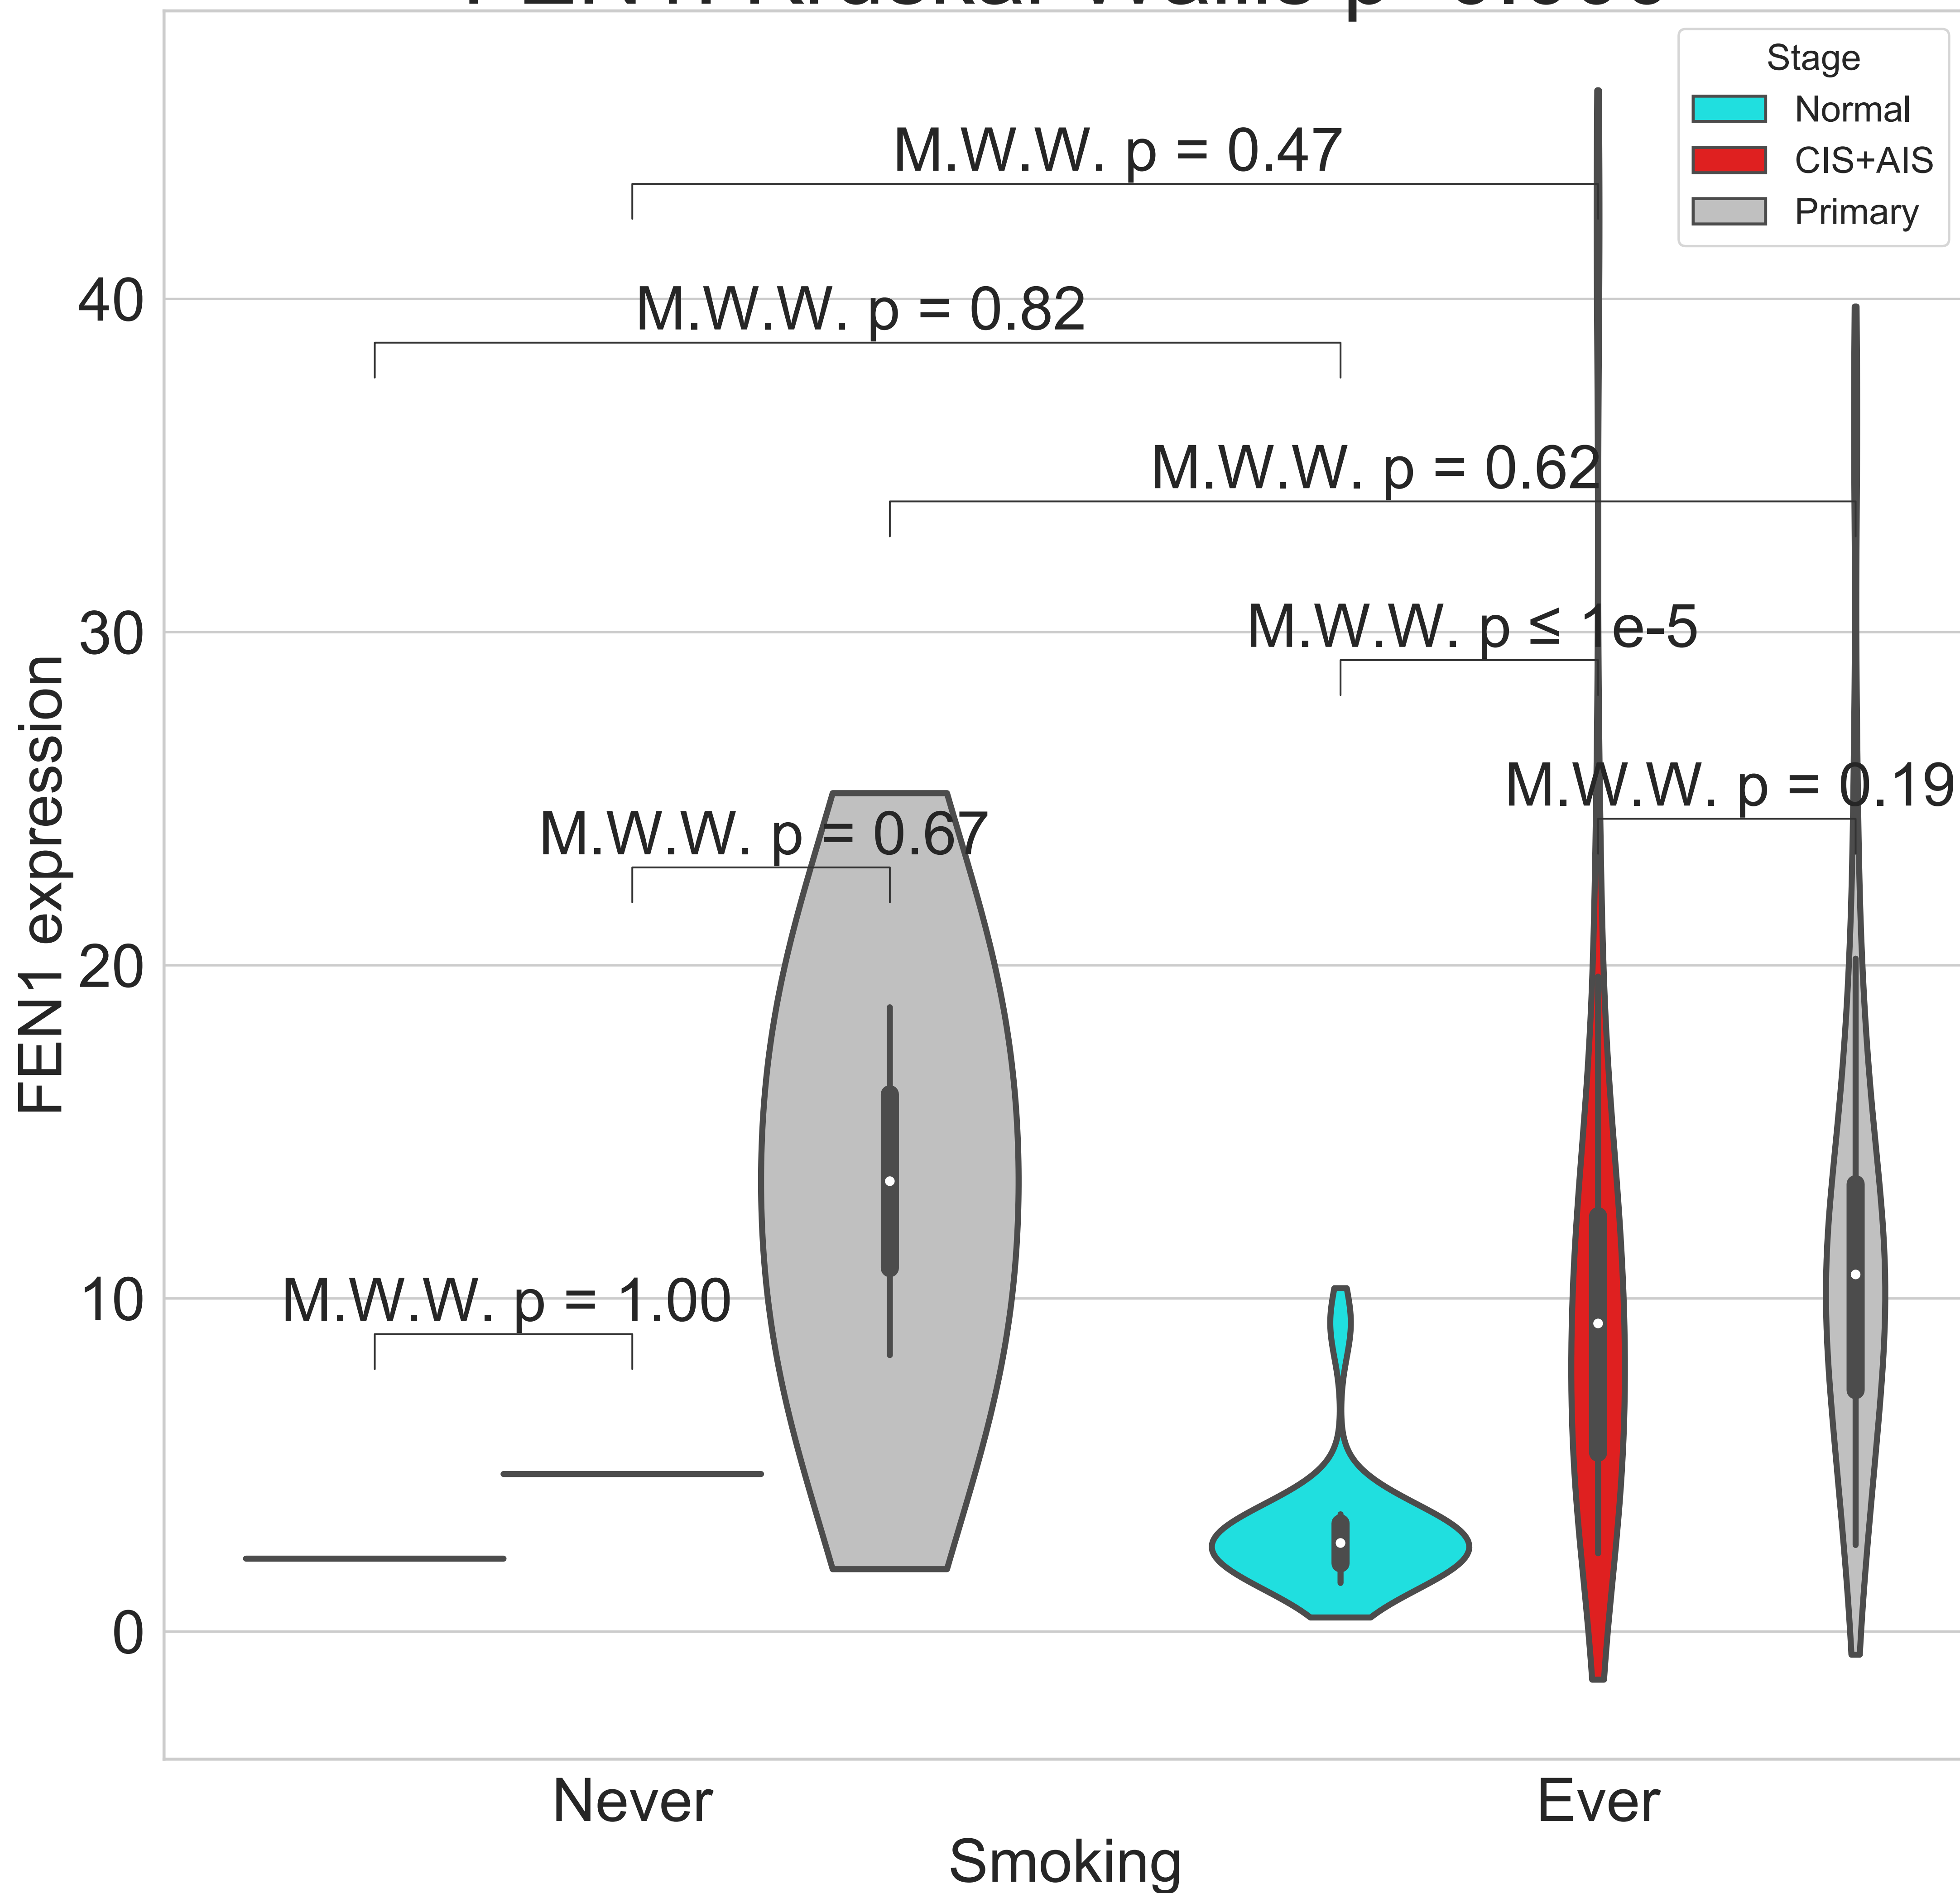 Stage
Normal
CIS+AIS
Primary
M.W.W. p = 0.47
M.W.W. p = 0.82
M.W.W. p = 0.62
M.W.W. p ≤ 1e-5
M.W.W. p = 0.19
M.W.W. p = 0.67
M.W.W. p = 1.00
40
30
20
10
0
FEN1 expression
Never
Ever
Smoking